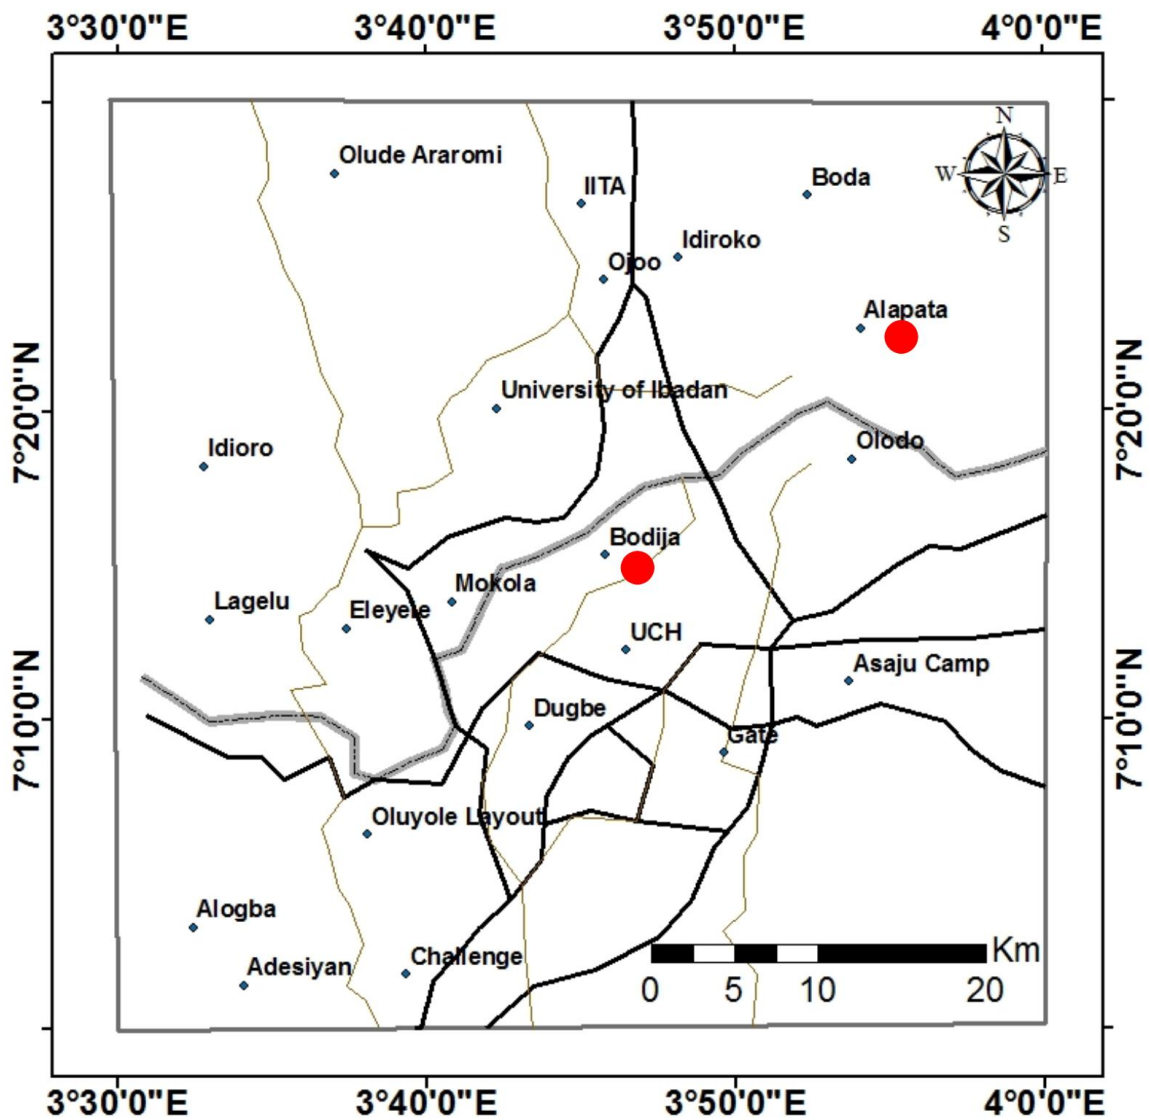 3°30'0"E 3°40'0"E 3°50'0"E 4°0'0"E
N
W E
S
Olude Araromi
IITA
Boda
Idiroko
Ojoo
Alapata
7°20'0"N
7°20'0"N
University of Ibadan
Idioro
Olodo
Bodija
Mokola
Lagelu
Eleyele
UCH
Asaju Camp
7°10'0"N
7°10'0"N
Dugbe
Gate
Oluyole Layout
Alogba
Adesiyan
Challenge
Km
0 5 10 20
3°30'0"E 3°40'0"E 3°50'0"E 4°0'0"E